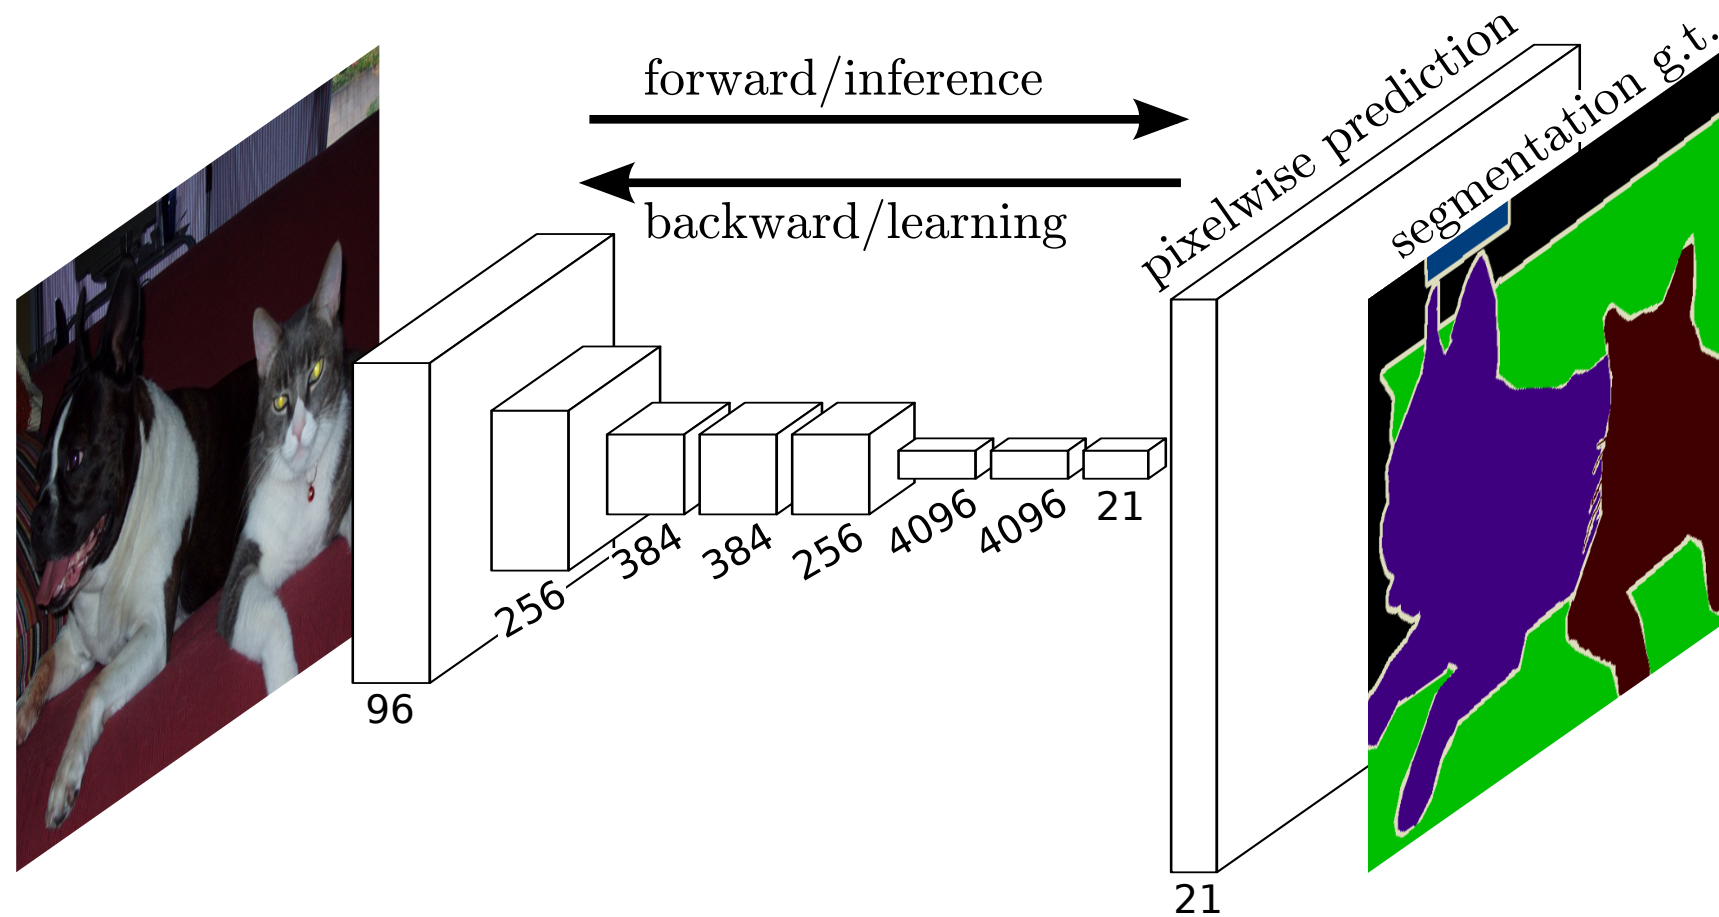 forward/inference
backward/learning
pixelwise prediction
segmentation g.t.
96
256
384
384
256
4096
4096
21
21